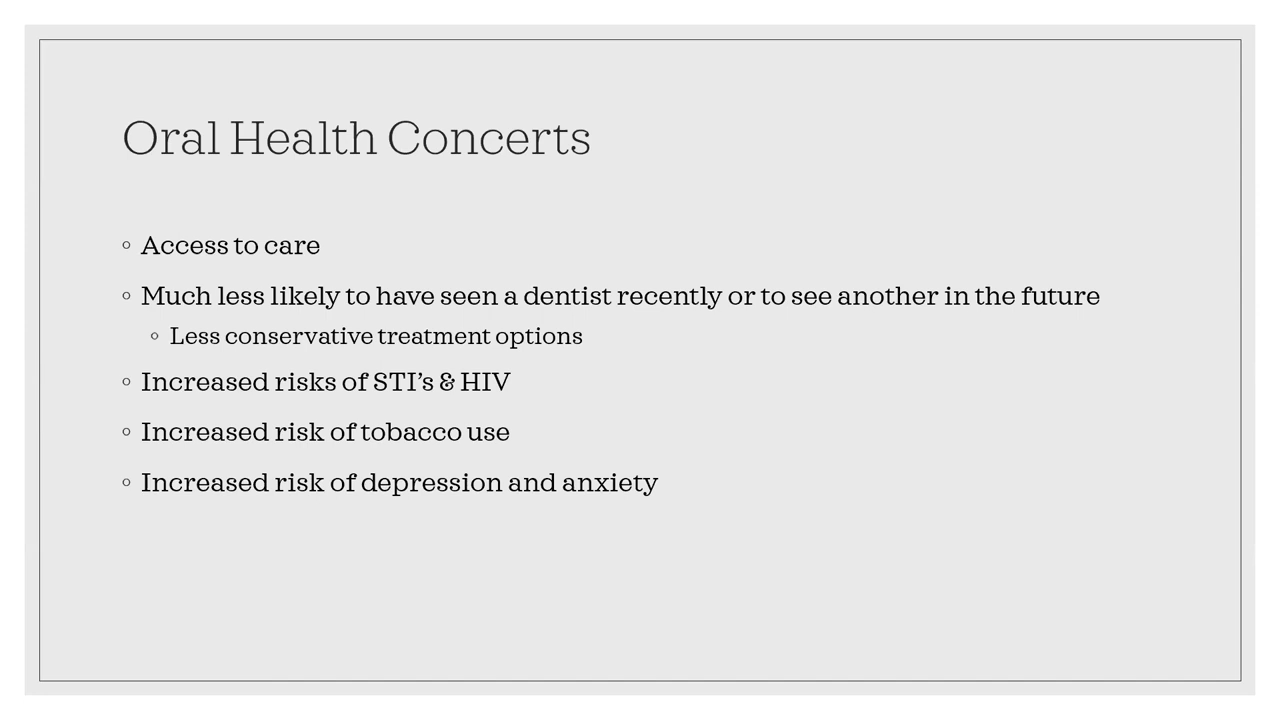 Oral Health Concerts
◦ Access to care
◦ Much less likely to have seen a dentist recently or to see another in the future
◦ Less conservative treatment options
◦ Increased risks of STI’s & HIV
◦ Increased risk of tobacco use
◦ Increased risk of depression and anxiety